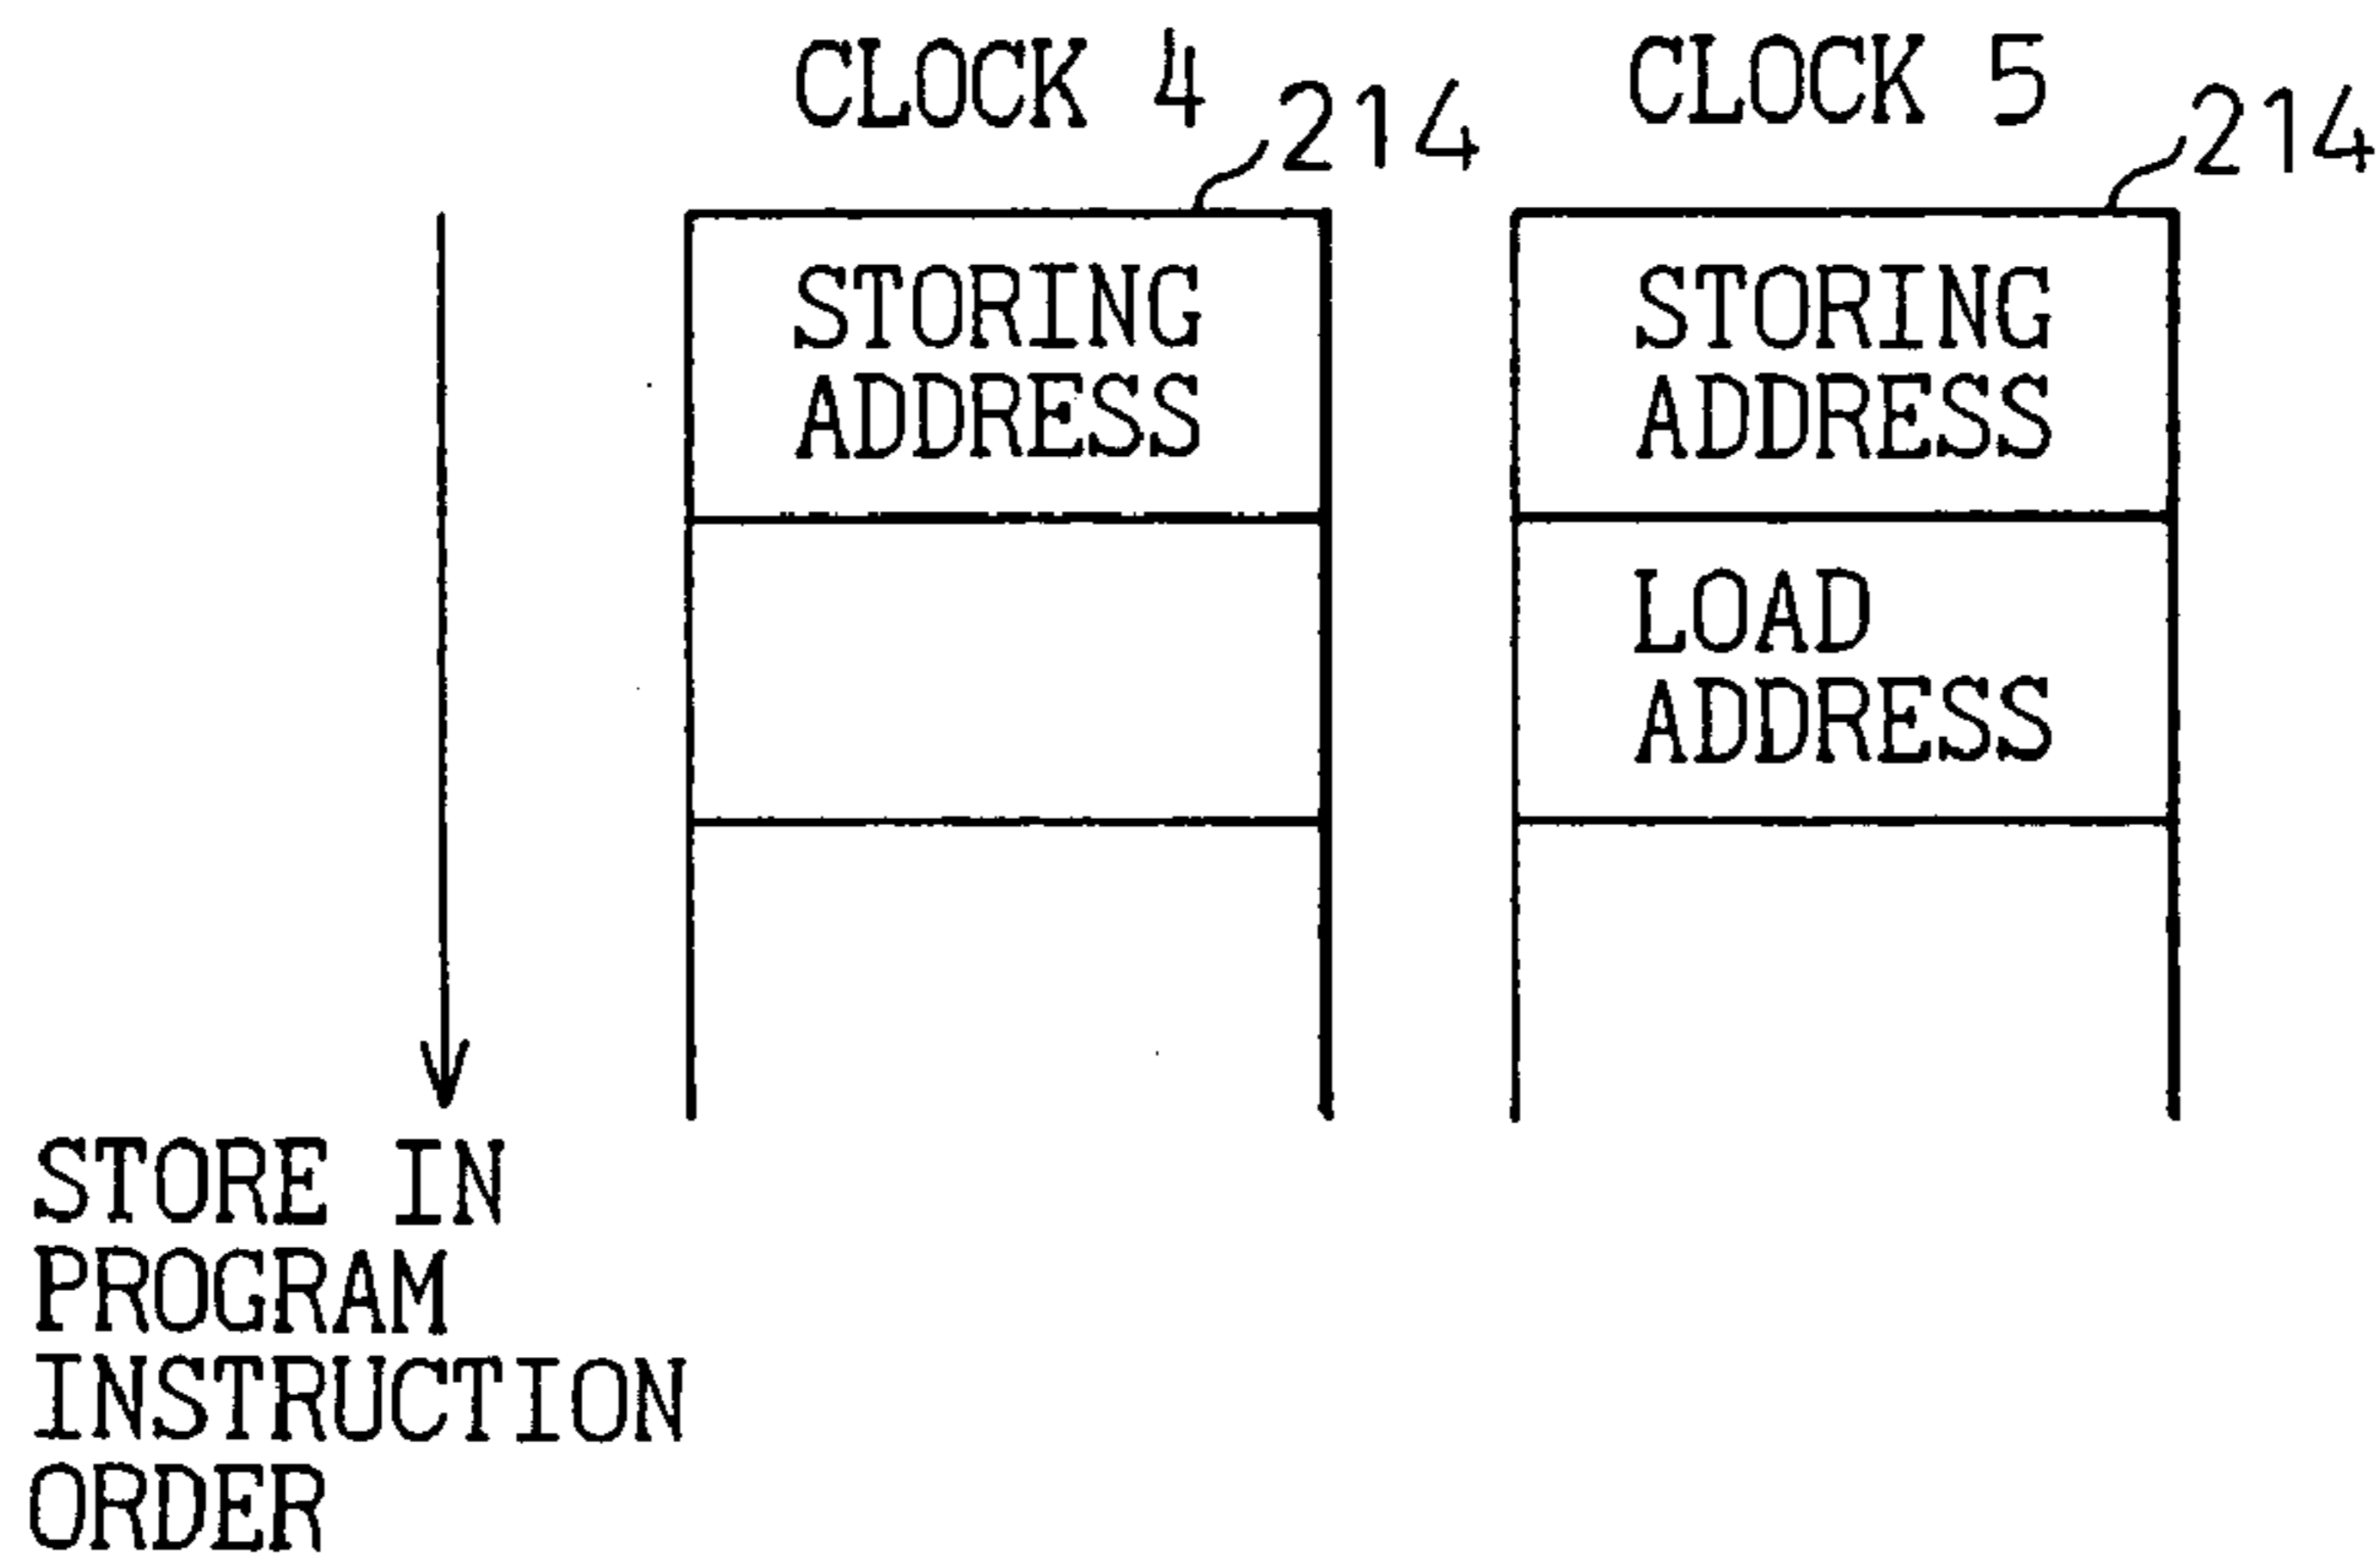 CLOCK 4
214
CLOCK 5
214
STORING
ADDRESS
STORING
ADDRESS
LOAD
ADDRESS
STORE IN
PROGRAM
INSTRUCTION
ORDER